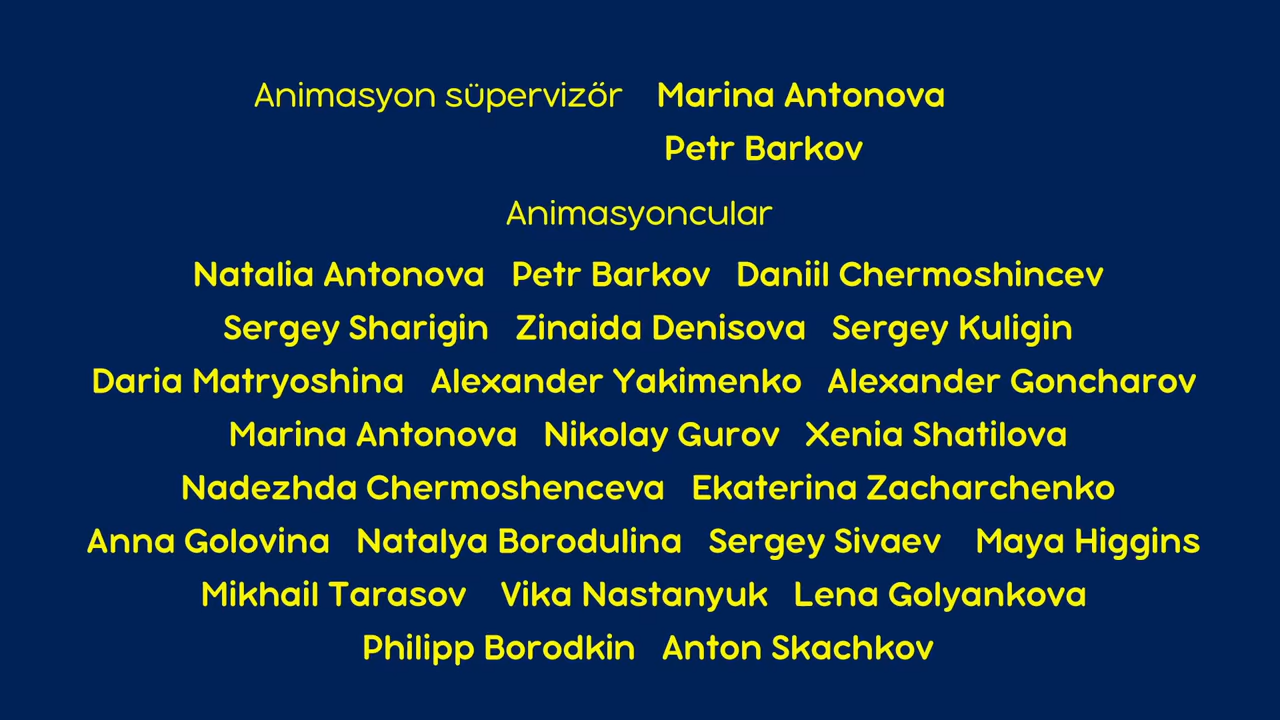 Animasyon süpervizőr Marina Antonova
Petr Barkov
Animasyoncular
Natalia Antonova Petr Barkov Daniil Chermoshincev
Sergey Sharigin Zinaida Denisova Sergey Kuligin
Daria Matryoshina Alexander Yakimenko Alexander Goncharov
Marina Antonova Nikolay Gurov Xenia Shatilova
Nadezhda Chermoshenceva Ekaterina Zacharchenko
Anna Golovina Natalya Borodulina Sergey Sivaev Maya Higgins
Mikhail Tarasov Vika Nastanyuk Lena Golyankova
Philipp Borodkin Anton Skachkov